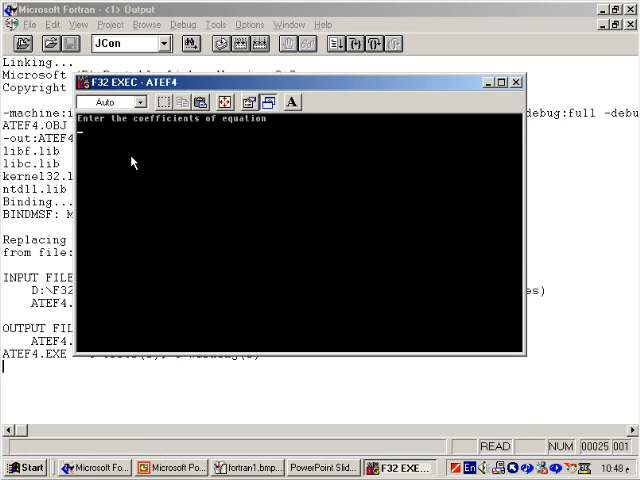 Microsoft Fortran - <1> Output
File Edit View Project Browse Debug Tools Options Window Help
JCon
Linking...
Microsoft
Copyright
F32 EXEC - ATEF4
Auto
A
Enter the coefficients of equation
-machine:i
debug:full -deb
ATEF4.OBJ
-out:ATEF4
libf.lib
libc.lib
kernel32.l
ntdll.lib
Binding...
BINDMSF: M
Replacing
from file:
INPUT FILE
D:\F32
es)
ATEF4.
OUTPUT FIL
ATEF4.
ATEF4.EXE
READ NUM 00025 001
Start Microsoft Fo... Microsoft Po... fortran1.bmp... PowerPoint Slid... F32 EXE... En 10:48